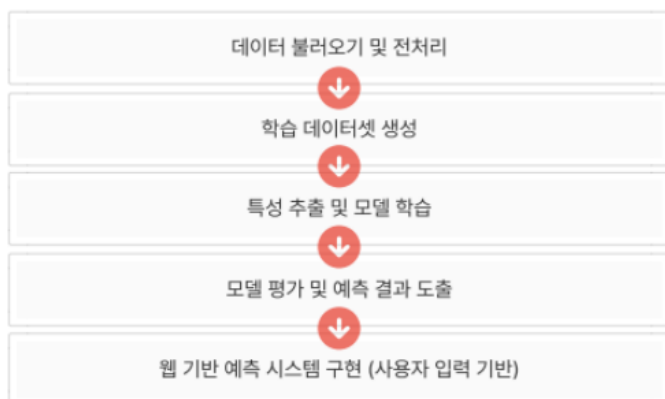 데이터 불러오기 및 전처리
학습 데이터셋 생성
특성 추출 및 모델 학습
모델 평가 및 예측 결과 도출
웹 기반 예측 시스템 구현 (사용자 입력 기반)